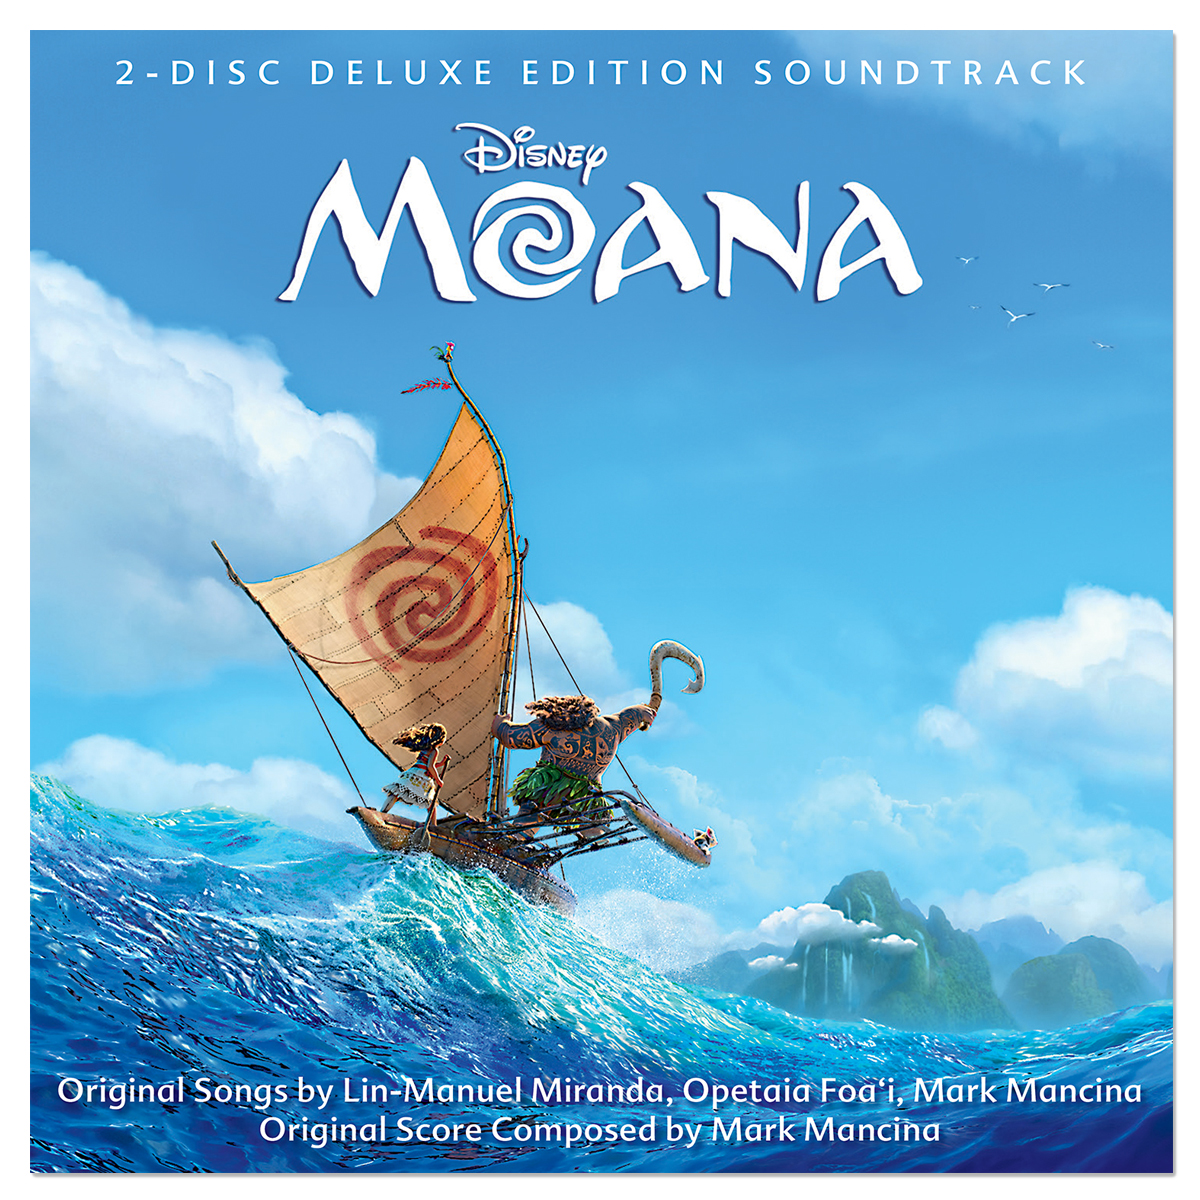 2-DISC DELUXE EDITION SOUNDTRACK
DISNEY
MOANA
Original Songs by Lin-Manuel Miranda, Opetaia Foa‘i, Mark Mancina
Original Score Composed by Mark Mancina